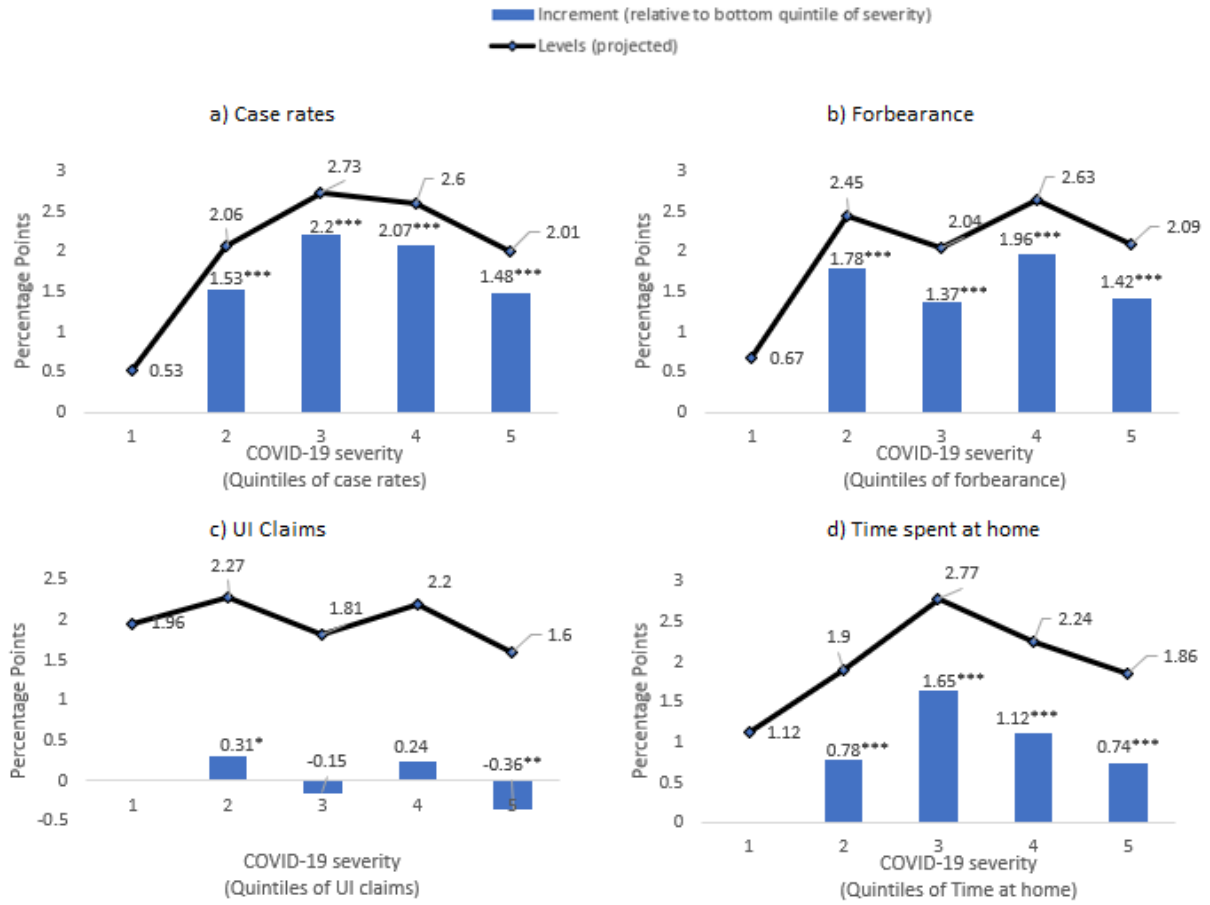 Increment (relative to bottom quintile of severity)
Levels (projected)
a) Case rates
Percentage Points
3
2.5
2
1.5
1
0.5
0
0.53
2.06
2.73
2.6
2.01
1.53***
2.2***
2.07***
1.48***
1 2 3 4 5
COVID-19 severity
(Quintiles of case rates)
b) Forbearance
Percentage Points
3
2.5
2
1.5
1
0.5
0
0.67
2.45
2.04
2.63
2.09
1.78***
1.37***
1.96***
1.42***
1 2 3 4 5
COVID-19 severity
(Quintiles of forbearance)
c) UI Claims
Percentage Points
2.5
2
1.5
1
0.5
0
-0.5
1.96
2.27
1.81
2.2
1.6
0.31*
-0.15
0.24
-0.36**
1 2 3 4 5
COVID-19 severity
(Quintiles of UI claims)
d) Time spent at home
Percentage Points
3
2.5
2
1.5
1
0.5
0
1.12
1.9
2.77
2.24
1.86
0.78***
1.65***
1.12***
0.74***
1 2 3 4 5
COVID-19 severity
(Quintiles of Time at home)